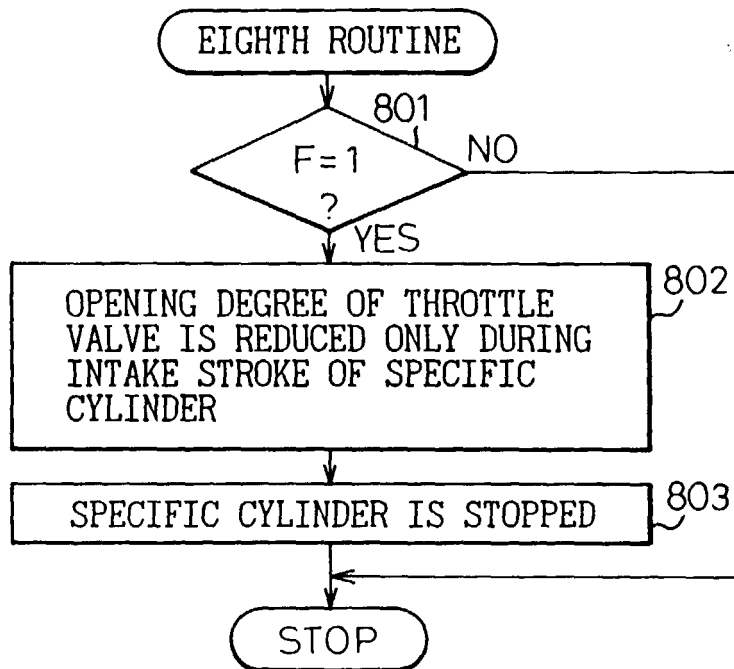 EIGHTH ROUTINE
801
F=1
?
NO
YES
802
OPENING DEGREE OF THROTTLE
VALVE IS REDUCED ONLY DURING
INTAKE STROKE OF SPECIFIC
CYLINDER
SPECIFIC CYLINDER IS STOPPED
803
STOP